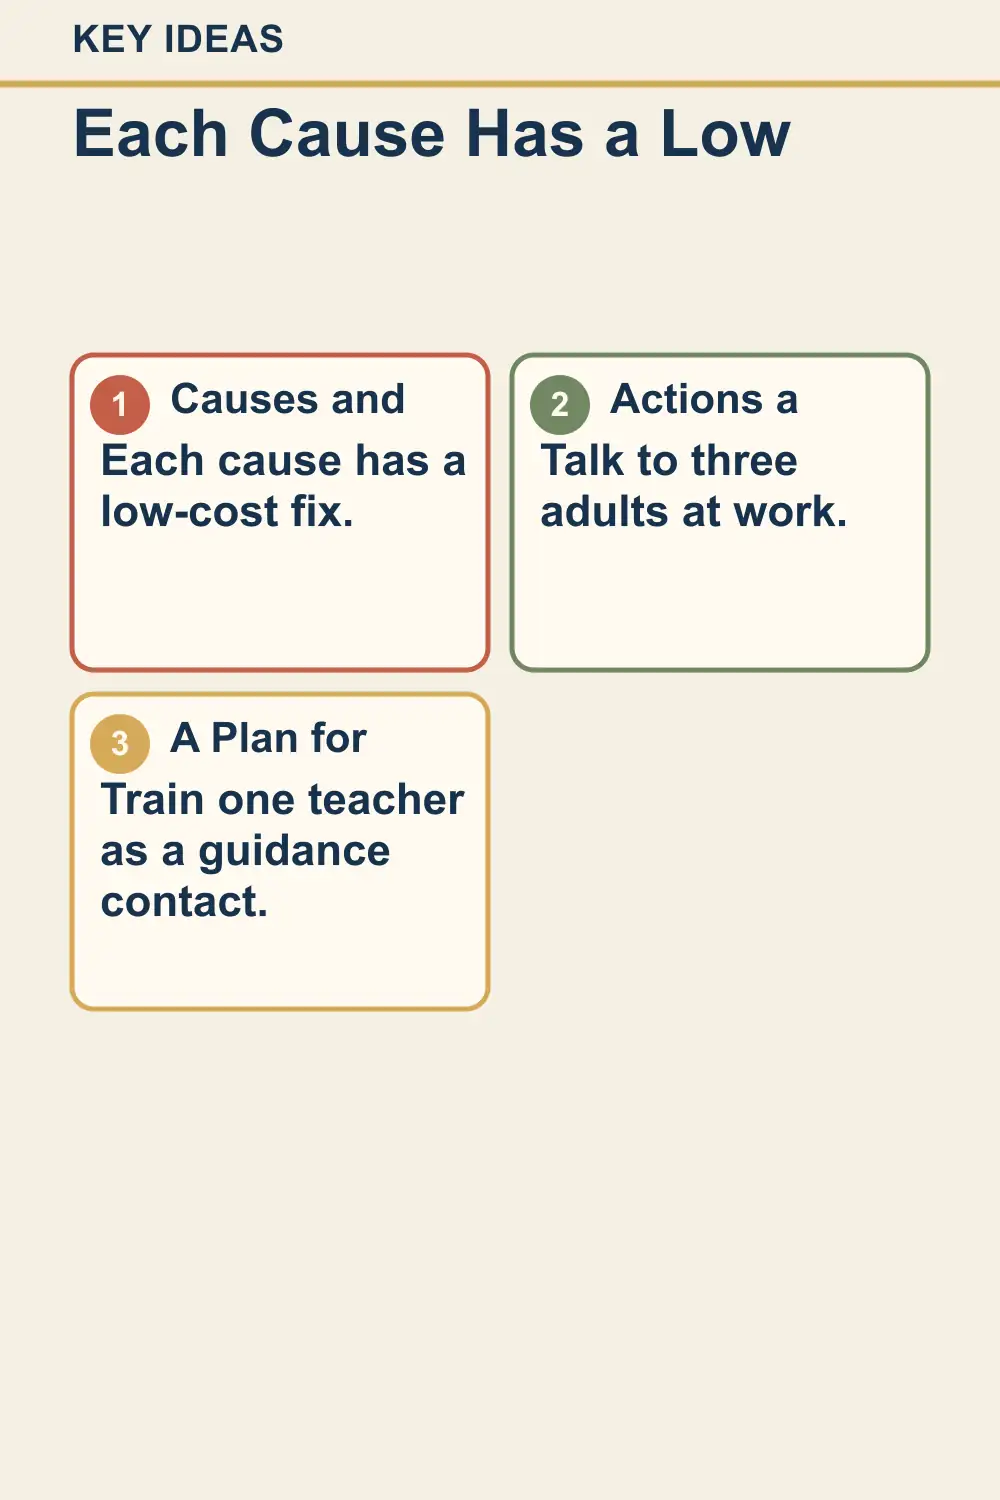 KEY IDEAS
Each Cause Has a Low
1 Causes and
Each cause has a
low-cost fix.
2 Actions a
Talk to three
adults at work.
3 A Plan for
Train one teacher
as a guidance
contact.